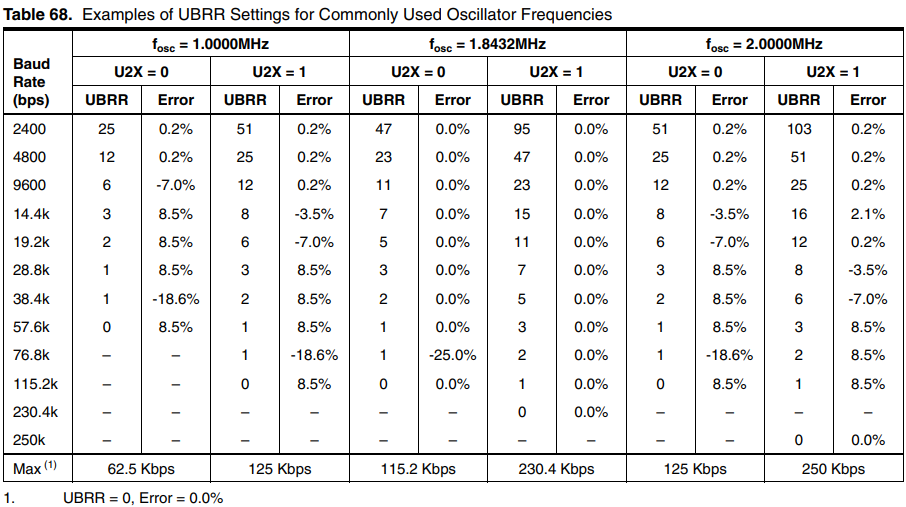 Table 68. Examples of UBRR Settings for Commonly Used Oscillator Frequencies
Baud Rate (bps) fosc = 1.0000MHz fosc = 1.8432MHz fosc = 2.0000MHz
U2X = 0 U2X = 1 U2X = 0 U2X = 1 U2X = 0 U2X = 1
UBRR Error UBRR Error UBRR Error UBRR Error UBRR Error UBRR Error
2400 25 0.2% 51 0.2% 47 0.0% 95 0.0% 51 0.2% 103 0.2%
4800 12 0.2% 25 0.2% 23 0.0% 47 0.0% 25 0.2% 51 0.2%
9600 6 -7.0% 12 0.2% 11 0.0% 23 0.0% 12 0.2% 25 0.2%
14.4k 3 8.5% 8 -3.5% 7 0.0% 15 0.0% 8 -3.5% 16 2.1%
19.2k 2 8.5% 6 -7.0% 5 0.0% 11 0.0% 6 -7.0% 12 0.2%
28.8k 1 8.5% 3 8.5% 3 0.0% 7 0.0% 3 8.5% 8 -3.5%
38.4k 1 -18.6% 2 8.5% 2 0.0% 5 0.0% 2 8.5% 6 -7.0%
57.6k 0 8.5% 1 8.5% 1 0.0% 3 0.0% 1 8.5% 3 8.5%
76.8k – – 1 -18.6% 1 -25.0% 2 0.0% 1 -18.6% 2 8.5%
115.2k – – 0 8.5% 0 0.0% 1 0.0% 0 8.5% 1 8.5%
230.4k – – – – – – 0 0.0% – – – –
250k – – – – – – – – – – 0 0.0%
Max (1) 62.5 Kbps 125 Kbps 115.2 Kbps 230.4 Kbps 125 Kbps 250 Kbps
1. UBRR = 0, Error = 0.0%